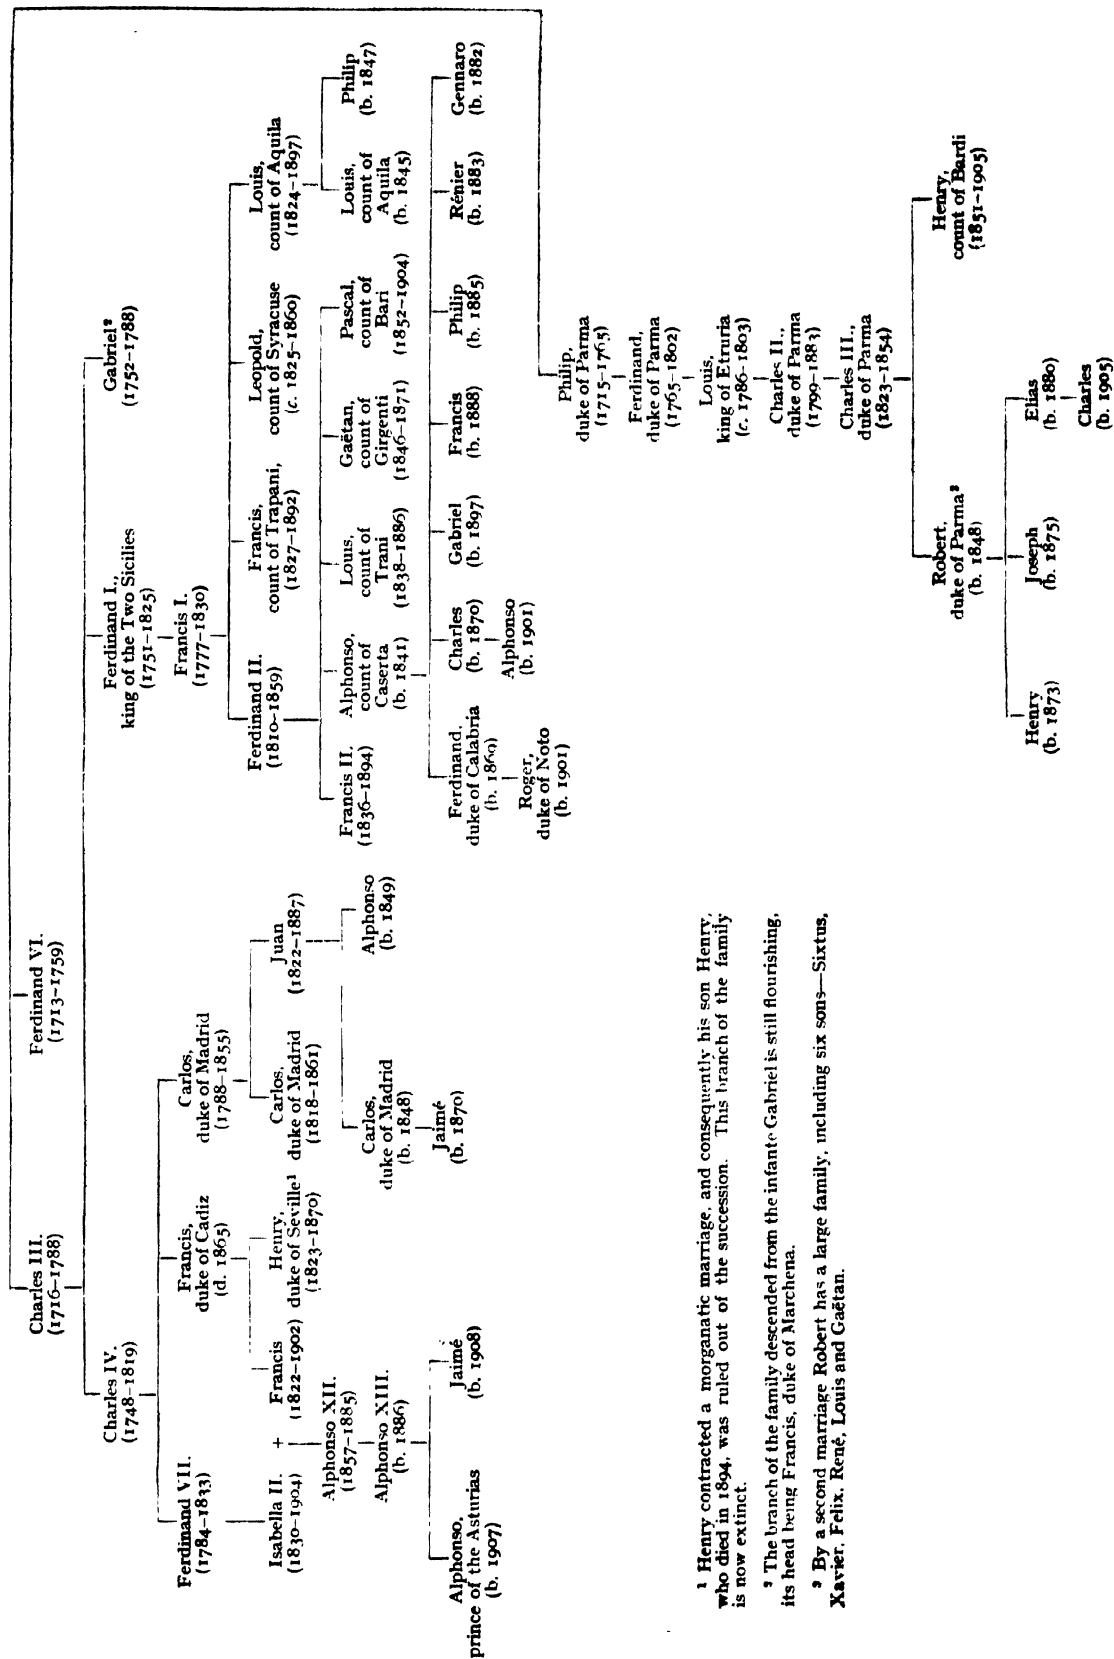 Charles III.
(1716–1788)
Ferdinand VI.
(1713–1759)
Charles IV.
(1748–1819)
Ferdinand I.,
king of the Two Sicilies
(1751–1825)
Gabriel²
(1752–1788)
Francis I.
(1777–1830)
Ferdinand VII.
(1784–1833)
Francis,
duke of Cadiz
(d. 1865)
Carlos,
duke of Madrid
(1788–1855)
Ferdinand II.
(1810–1859)
Francis,
count of Trapani,
(1827–1892)
Leopold,
count of Syracuse
(c. 1825–1860)
Louis,
count of Aquila
(1824–1897)
Isabella II. +
(1830–1904)
Francis
(1822–1902)
Henry,
duke of Seville¹
(1823–1870)
Carlos,
duke of Madrid
(1818–1861)
Juan
(1822–1887)
Francis II.
(1836–1894)
Alphonso,
count of
Caserta
(b. 1841)
Louis,
count of
Trani
(1838–1886)
Gaëtan,
count of
Girgenti
(1846–1871)
Pascal,
count of
Bari
(1852–1904)
Louis,
count of
Aquila
(b. 1845)
Philip
(b. 1847)
Alphonso XII.
(1857–1885)
Alphonso XIII.
(b. 1886)
Carlos,
duke of Madrid
(b. 1848)
Alphonso
(b. 1849)
Jaimé
(b. 1870)
Alphonso,
prince of the Asturias
(b. 1907)
Jaimé
(b. 1908)
Ferdinand.
duke of Calabria
(b. 1869)
Charles
(b. 1870)
Gabriel
(b. 1897)
Francis
(b. 1888)
Philip
(b. 1885)
Rénier
(b. 1883)
Gennaro
(b. 1882)
Roger,
duke of Noto
(b. 1901)
Alphonso
(b. 1901)
Philip,
duke of Parma
(1715–1765)
Ferdinand,
duke of Parma
(1765–1802)
Louis,
king of Etruria
(c. 1786–1803)
Charles II.,
duke of Parma
(1799–1883)
Charles III.,
duke of Parma
(1823–1854)
Robert,
duke of Parma³
(b. 1848)
Henry,
count of Bardi
(1851–1905)
Henry
(b. 1873)
Joseph
(b. 1875)
Elias
(b. 1880)
Charles
(b. 1905)
¹ Henry contracted a morganatic marriage, and consequently his son Henry,
who died in 1894, was ruled out of the succession. This branch of the family
is now extinct.
² The branch of the family descended from the infante Gabriel is still flourishing,
its head being Francis, duke of Marchena.
³ By a second marriage Robert has a large family, including six sons—Sixtus,
Xavier, Felix, René, Louis and Gaëtan.